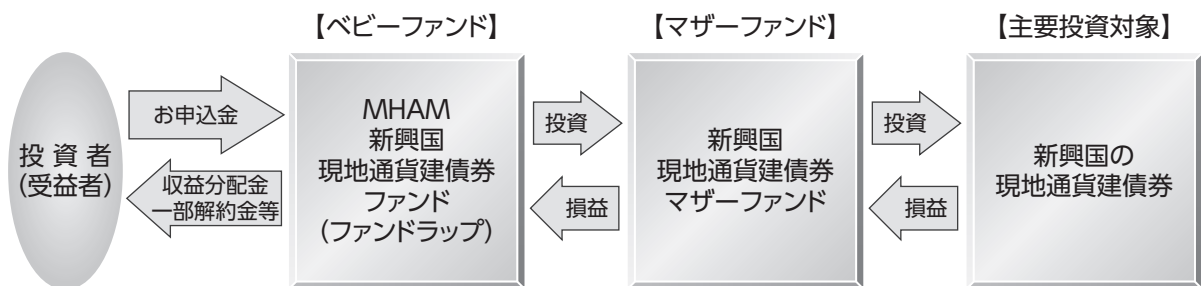 【ベビーファンド】
【マザーファンド】
【主要投資対象】
投資者
(受益者)
お申込金
収益分配金
一部解約金等
MHAM
新興国
現地通貨建債券
ファンド
(ファンドラップ)
投資
損益
新興国
現地通貨建債券
マザーファンド
投資
損益
新興国の
現地通貨建債券